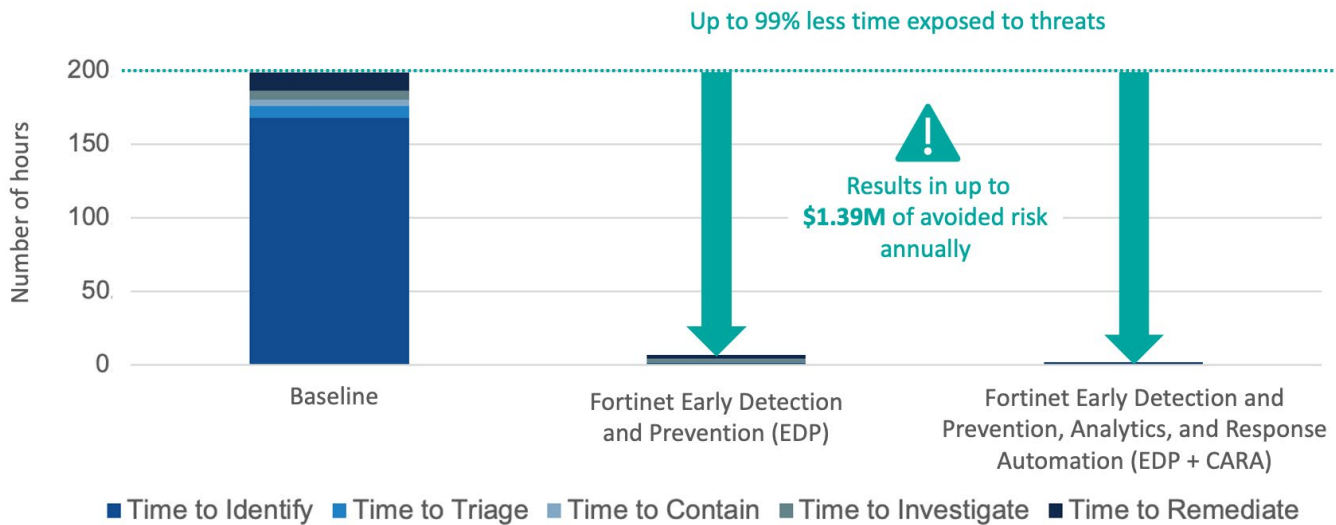 Up to 99% less time exposed to threats
200
150
100
50
0
Number of hours
Results in up to
$1.39M of avoided risk
annually
Baseline
Fortinet Early Detection
and Prevention (EDP)
Fortinet Early Detection and
Prevention, Analytics, and Response
Automation (EDP + CARA)
Time to Identify Time to Triage Time to Contain Time to Investigate Time to Remediate